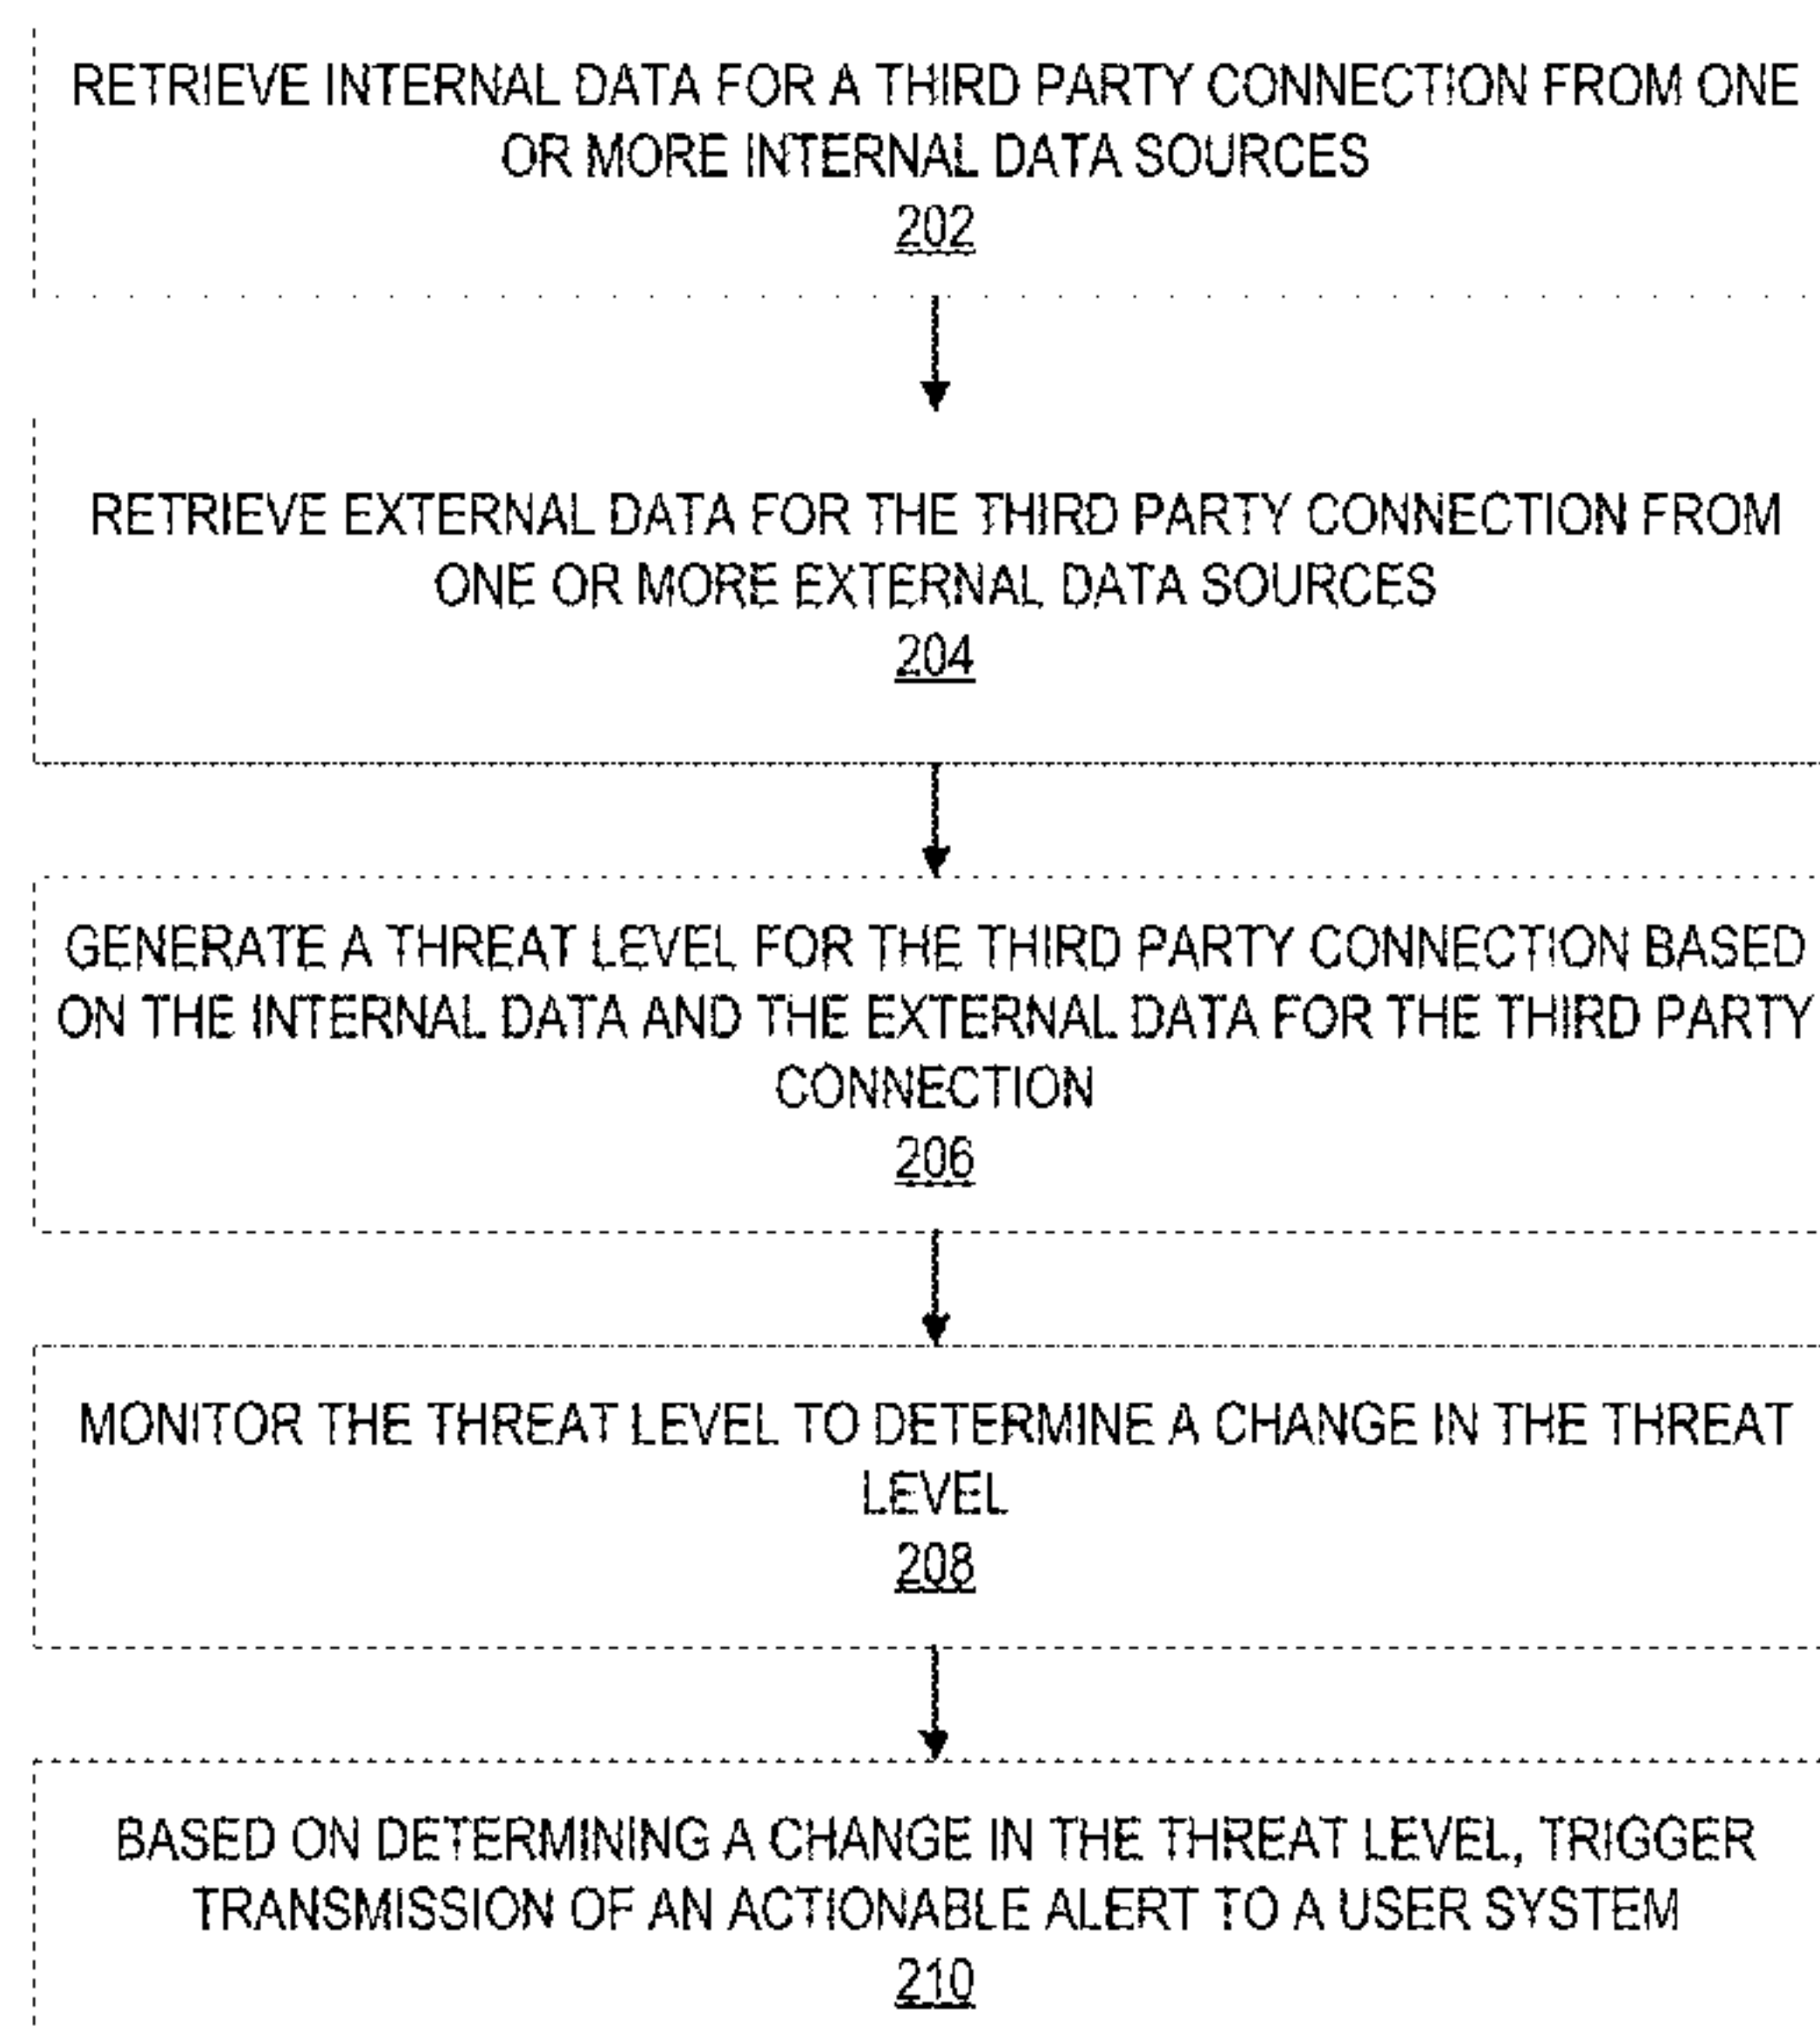 RETRIEVE INTERNAL DATA FOR A THIRD PARTY CONNECTION FROM ONE
OR MORE INTERNAL DATA SOURCES
202
RETRIEVE EXTERNAL DATA FOR THE THIRD PARTY CONNECTION FROM
ONE OR MORE EXTERNAL DATA SOURCES
204
GENERATE A THREAT LEVEL FOR THE THIRD PARTY CONNECTION BASED
ON THE INTERNAL DATA AND THE EXTERNAL DATA FOR THE THIRD PARTY
CONNECTION
206
MONITOR THE THREAT LEVEL TO DETERMINE A CHANGE IN THE THREAT
LEVEL
208
BASED ON DETERMINING A CHANGE IN THE THREAT LEVEL, TRIGGER
TRANSMISSION OF AN ACTIONABLE ALERT TO A USER SYSTEM
210